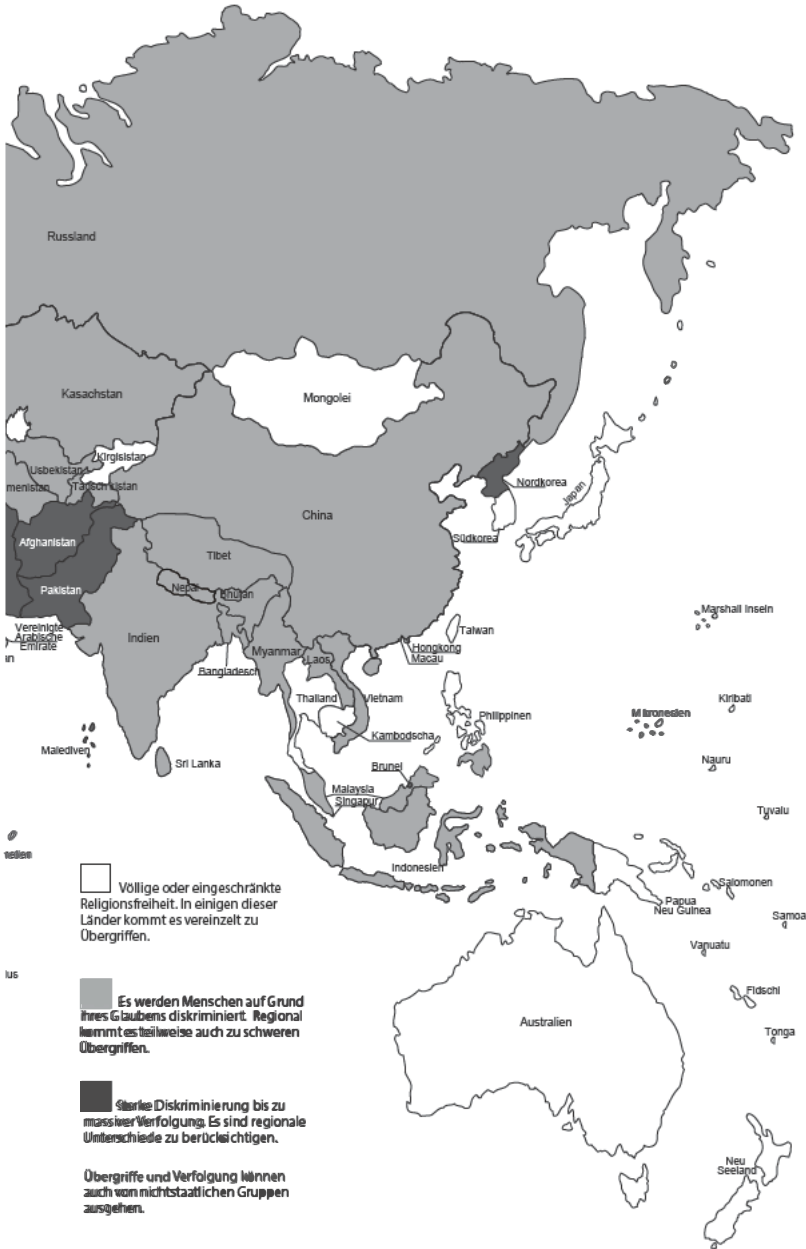 Russland
Kasachstan
Mongolei
Kirgisistan
Usbekistan
menistan
Tadschikistan
Nordkorea
Japan
China
Südkorea
Afghanistan
Tibet
Pakistan
Nepal
Bhutan
Vereinigte
Arabische
Emirate
an
Indien
Taiwan
Marshall Inseln
Hongkong
Macau
Myanmar
Laos
Bangladesch
Thailand
Vietnam
Philippinen
Mikronesien
Kiribati
Kambodscha
Malediven
Sri Lanka
Brunei
Nauru
Malaysia
Singapur
Tuvalu
Indonesien
Völlige oder eingeschränkte
Religionsfreiheit. In einigen dieser
Länder kommt es vereinzelt zu
Übergriffen.
Salomonen
Papua
Neu Guinea
Samoa
Vanuatu
ius
Fidschi
Es werden Menschen auf Grund
ihres Glaubens diskriminiert. Regional
kommt es teilweise auch zu schweren
Übergriffen.
Australien
Tonga
Starke Diskriminierung bis zu
massiver Verfolgung. Es sind regionale
Unterschiede zu berücksichtigen.
Übergriffe und Verfolgung können
auch von nichtstaatlichen Gruppen
ausgehen.
Neu
Seeland